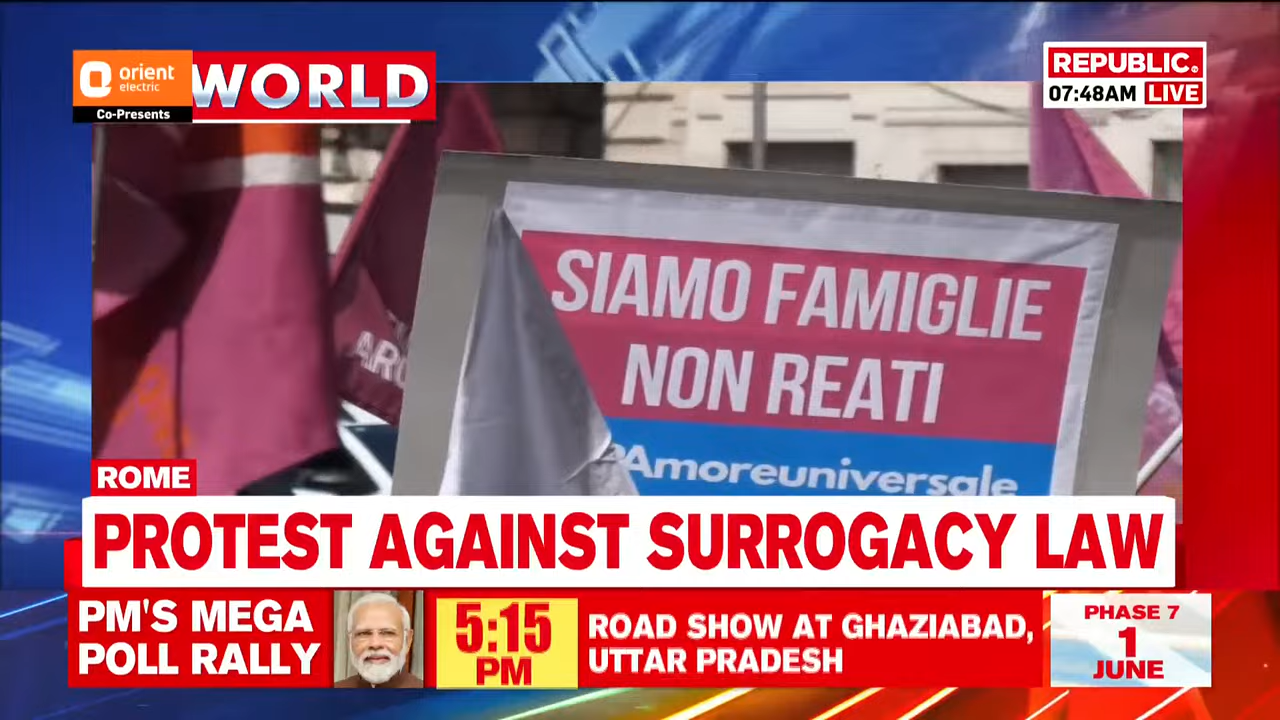 orient
electric
Co-Presents
WORLD
REPUBLIC.
07:48AM LIVE
SIAMO FAMIGLIE
NON REATI
Amoreuniversale
ROME
PROTEST AGAINST SURROGACY LAW
PM'S MEGA
POLL RALLY
5:15
PM
ROAD SHOW AT GHAZIABAD,
UTTAR PRADESH
PHASE 7
1
JUNE